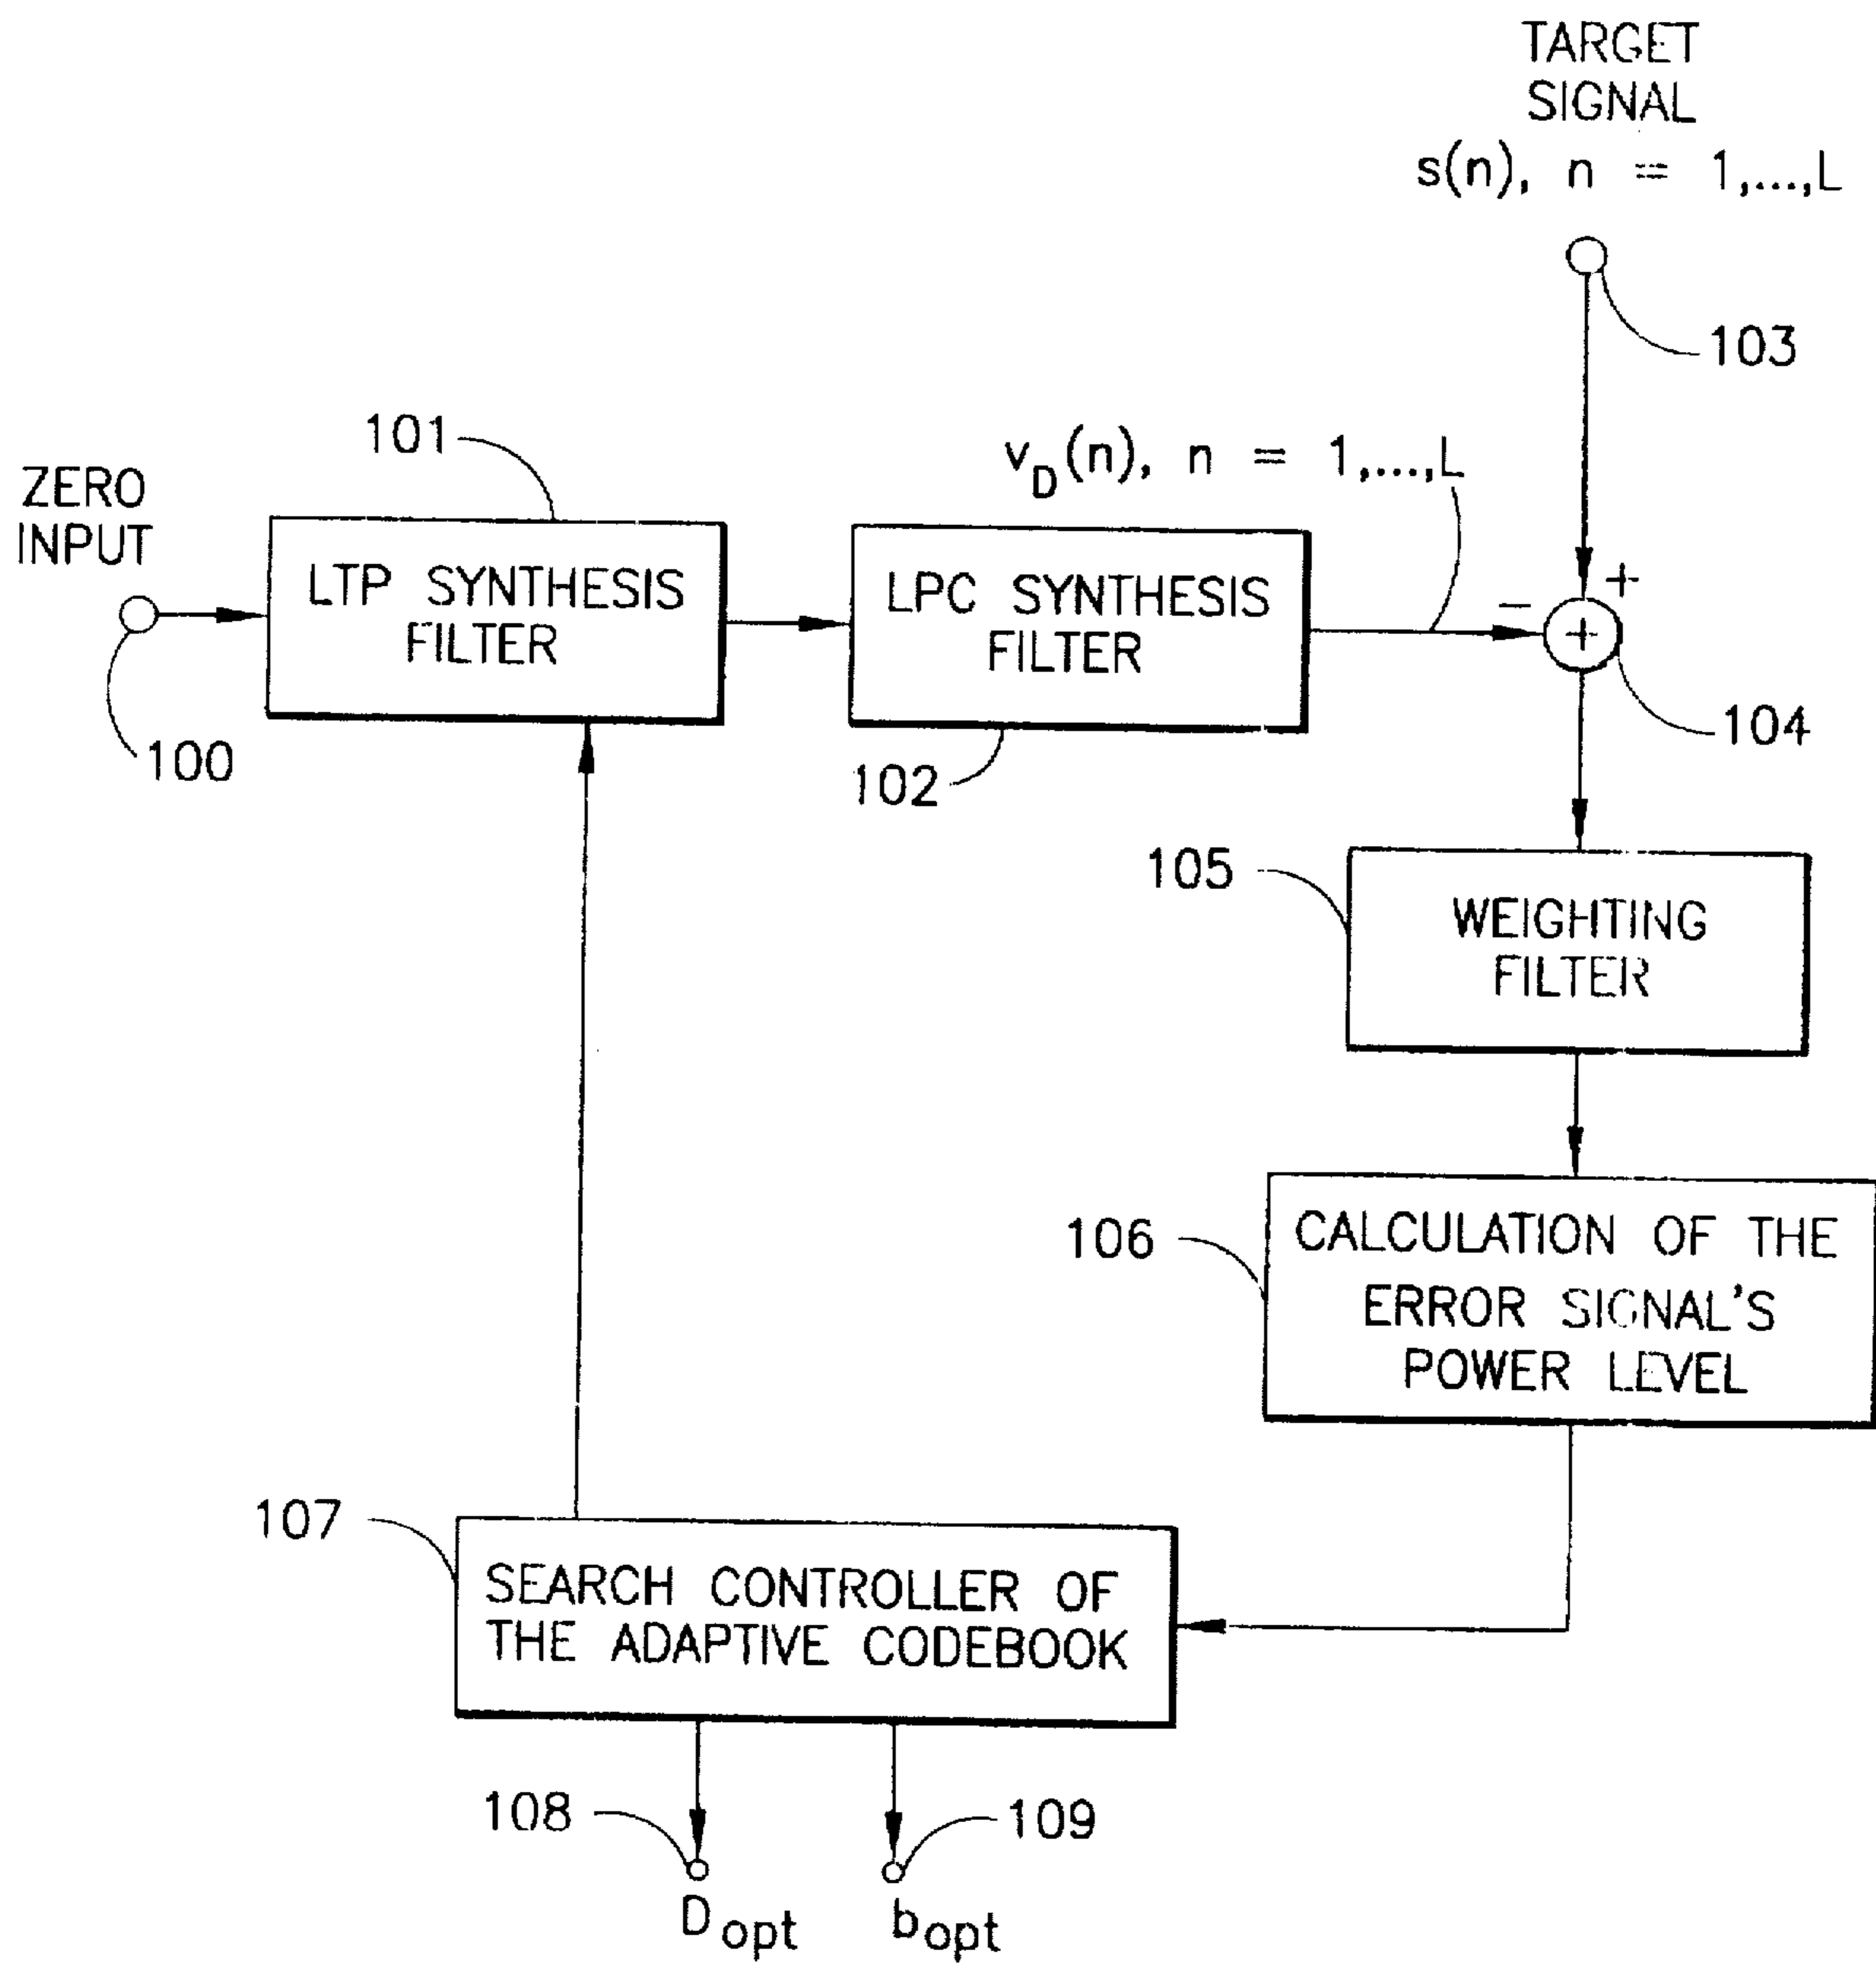 TARGET
SIGNAL
s(n), n = 1,...,L
103
101
v_D(n), n = 1,...,L
ZERO
INPUT
LTP SYNTHESIS
FILTER
LPC SYNTHESIS
FILTER
+
−
+
100
102
104
105
WEIGHTING
FILTER
106
CALCULATION OF THE
ERROR SIGNAL'S
POWER LEVEL
107
SEARCH CONTROLLER OF
THE ADAPTIVE CODEBOOK
108
109
D_opt
b_opt